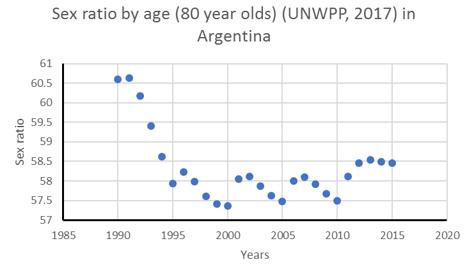 Sex ratio by age (80 year olds) (UNWPP, 2017) in
Argentina
61
60.5
60
59.5
59
58.5
58
57.5
57
Sex ratio
1985 1990 1995 2000 2005 2010 2015 2020
Years